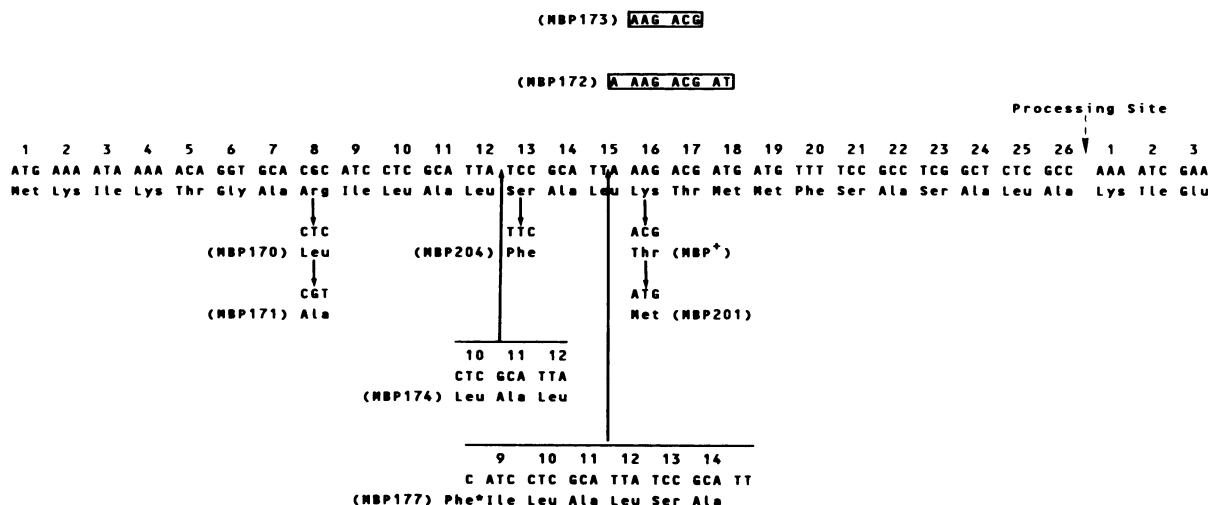 (MBP173) AAG ACG
(MBP172) A AAG ACG AT
Processing Site
1 2 3 4 5 6 7 8 9 10 11 12 13 14 15 16 17 18 19 20 21 22 23 24 25 26 1 2 3
ATG AAA ATA AAA ACA GGT GCA CGC ATC CTC GCA TTA TCC GCA TTA AAG ACG ATG ATG TTT TCC GCC TCG GCT CTC GCC AAA ATC GAA
Met Lys Ile Lys Thr Gly Ala Arg Ile Leu Ala Leu Ser Ala Leu Lys Thr Met Met Phe Ser Ala Ser Ala Leu Ala Lys Ile Glu
CTC TTC ACG
(MBP170) Leu (MBP204) Phe Thr (MBP+)
CGT ATG
(MBP171) Ala Met (MBP201)
10 11 12
CTC GCA TTA
(MBP174) Leu Ala Leu
9 10 11 12 13 14
C ATC CTC GCA TTA TCC GCA TT
(MBP177) Phe*Ile Leu Ala Leu Ser Ala